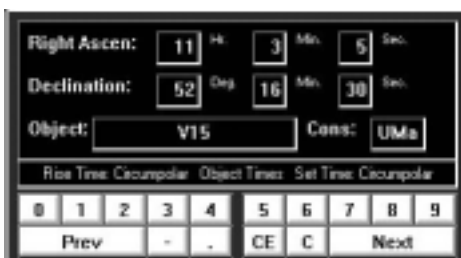 Right Ascen: 11 Hr. 3 Min. 5 Sec.
Declination: 52 Deg. 16 Min. 30 Sec.
Object: V15 Cons: UMa
Rise Time: Circumpolar Object Times Set Time: Circumpolar
0 1 2 3 4 5 6 7 8 9
Prev - . CE C Next